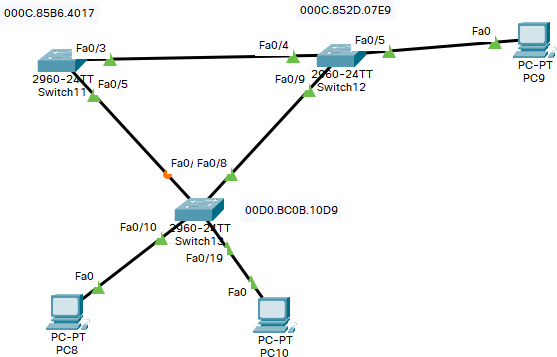 000C.85B6.4017
000C.852D.07E9
Fa0/3
Fa0/4
Fa0/5
Fa0
2960-24TT
Switch11
Fa0/5
2960-24TT
Switch12
Fa0/9
PC-PT
PC9
Fa0/
Fa0/8
00D0.BC0B.10D9
2960-24TT
Switch13
Fa0/10
Fa0/19
Fa0
Fa0
PC-PT
PC8
PC-PT
PC10